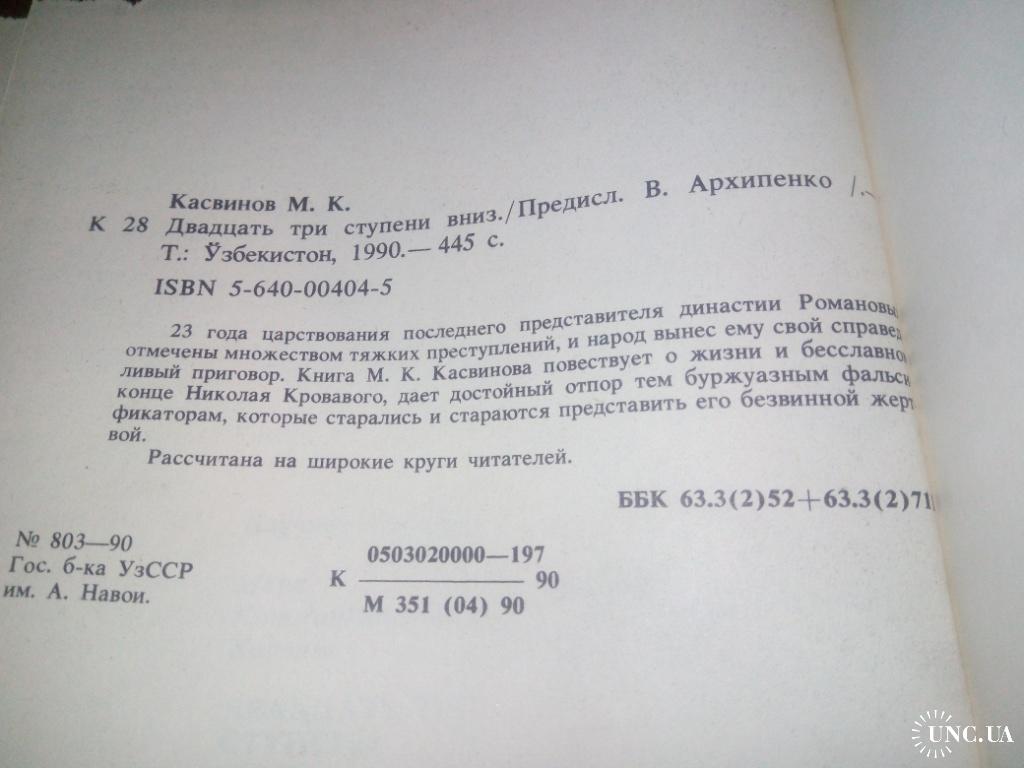 Касвинов М. К.
К 28 Двадцать три ступени вниз./Предисл. В. Архипенко /.—
Т.: Ўзбекистон, 1990.— 445 с.
ISBN 5-640-00404-5
23 года царствования последнего представителя династии Романовы
отмечены множеством тяжких преступлений, и народ вынес ему свой справед-
ливый приговор. Книга М. К. Касвинова повествует о жизни и бесславном
конце Николая Кровавого, дает достойный отпор тем буржуазным фальси-
фикаторам, которые старались и стараются представить его безвинной жерт-
вой.
Рассчитана на широкие круги читателей.
ББК 63.3(2)52+63.3(2)71
№ 803—90
Гос. б-ка УзССР
им. А. Навои.
0503020000—197
К 90
М 351 (04) 90
UNC.UA